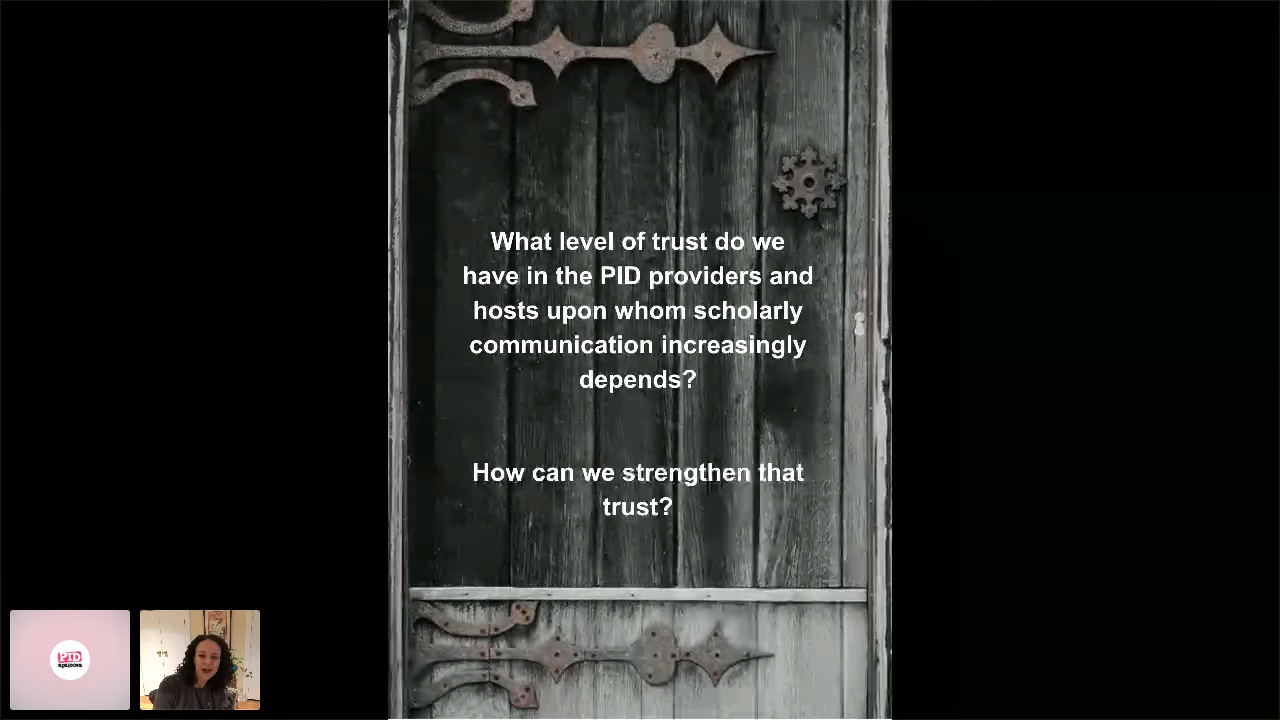 What level of trust do we
have in the PID providers and
hosts upon whom scholarly
communication increasingly
depends?
How can we strengthen that
trust?
PID
apalooza